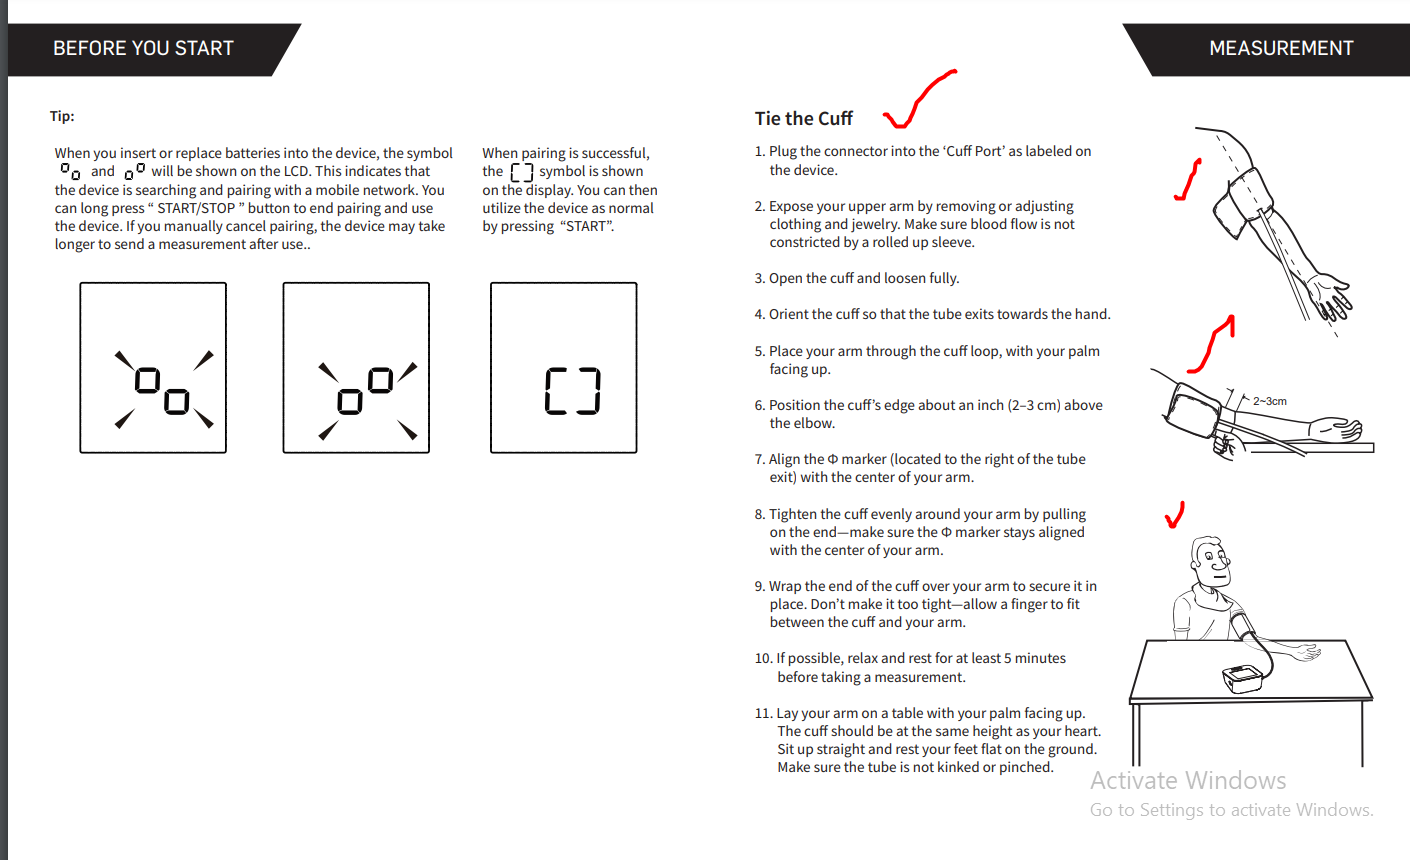 BEFORE YOU START
Tip:
When you insert or replace batteries into the device, the symbol
and will be shown on the LCD. This indicates that
the device is searching and pairing with a mobile network. You
can long press “ START/STOP ” button to end pairing and use
the device. If you manually cancel pairing, the device may take
longer to send a measurement after use..
When pairing is successful,
the symbol is shown
on the display. You can then
utilize the device as normal
by pressing “START”.
MEASUREMENT
Tie the Cuff
1. Plug the connector into the ‘Cuff Port’ as labeled on
the device.
2. Expose your upper arm by removing or adjusting
clothing and jewelry. Make sure blood flow is not
constricted by a rolled up sleeve.
3. Open the cuff and loosen fully.
4. Orient the cuff so that the tube exits towards the hand.
5. Place your arm through the cuff loop, with your palm
facing up.
6. Position the cuff’s edge about an inch (2–3 cm) above
the elbow.
7. Align the Φ marker (located to the right of the tube
exit) with the center of your arm.
8. Tighten the cuff evenly around your arm by pulling
on the end—make sure the Φ marker stays aligned
with the center of your arm.
9. Wrap the end of the cuff over your arm to secure it in
place. Don’t make it too tight—allow a finger to fit
between the cuff and your arm.
10. If possible, relax and rest for at least 5 minutes
before taking a measurement.
11. Lay your arm on a table with your palm facing up.
The cuff should be at the same height as your heart.
Sit up straight and rest your feet flat on the ground.
Make sure the tube is not kinked or pinched.
2~3cm
Activate Windows
Go to Settings to activate Windows.